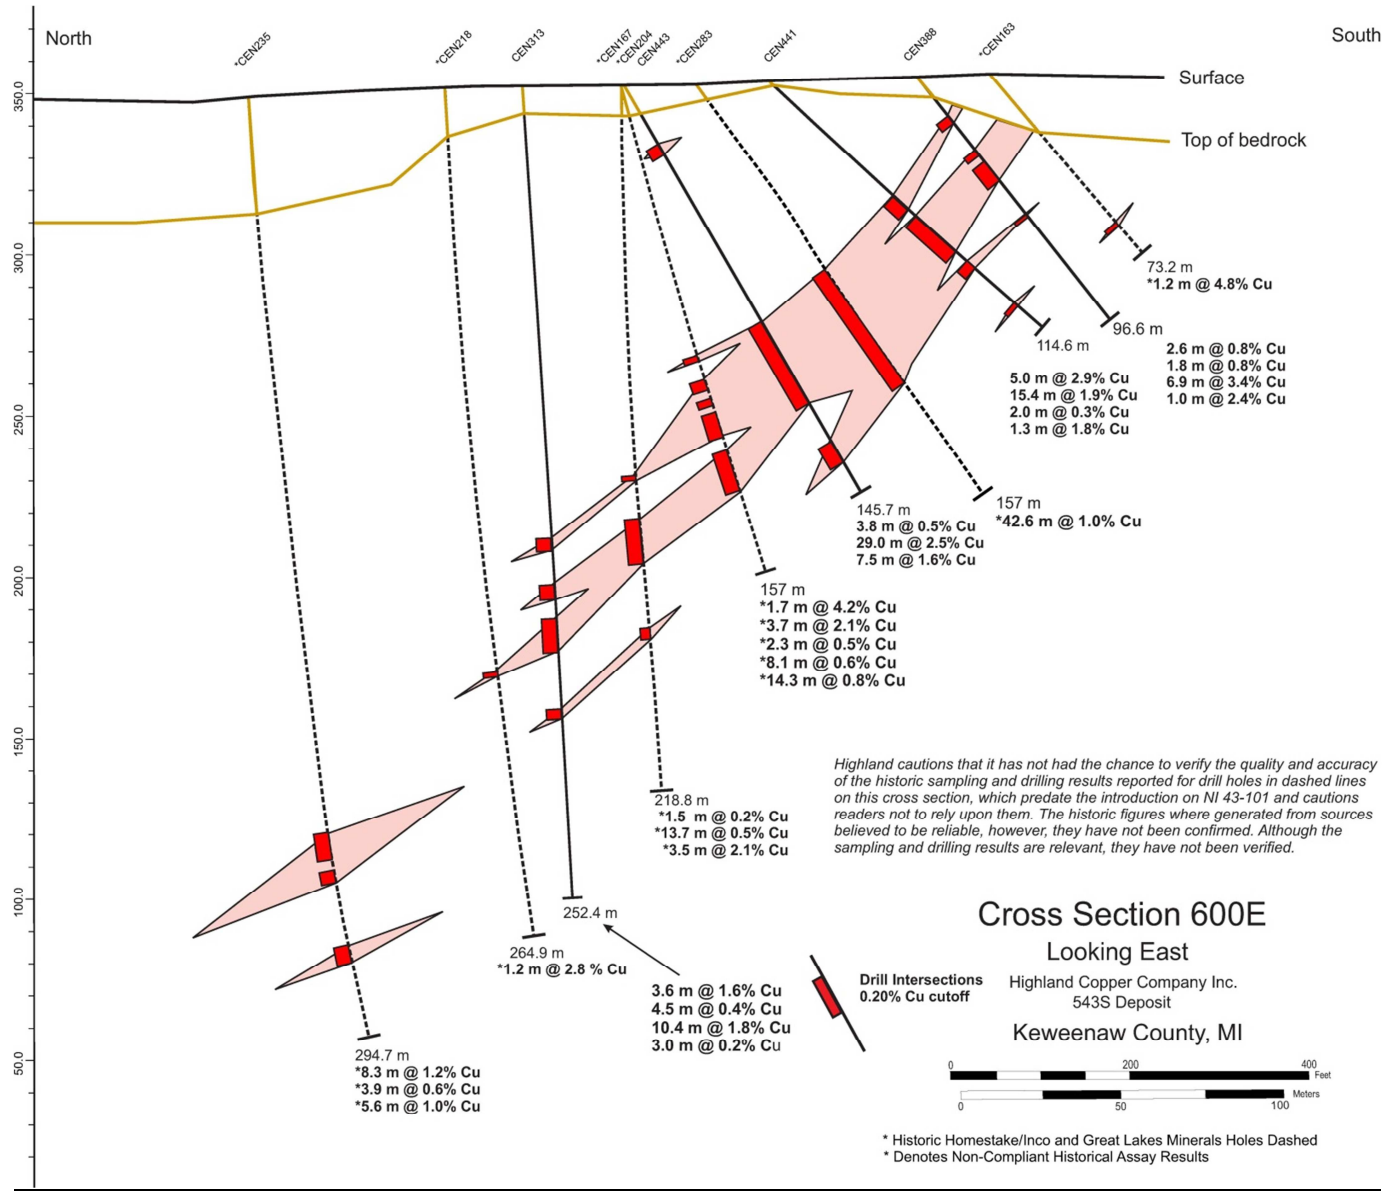 North
South
*CEN235
*CEN218
CEN313
*CEN167
*CEN204
CEN443
*CEN283
CEN441
CEN388
*CEN163
Surface
Top of bedrock
350.0
300.0
250.0
200.0
150.0
100.0
50.0
73.2 m
*1.2 m @ 4.8% Cu
96.6 m
2.6 m @ 0.8% Cu
1.8 m @ 0.8% Cu
6.9 m @ 3.4% Cu
1.0 m @ 2.4% Cu
114.6 m
5.0 m @ 2.9% Cu
15.4 m @ 1.9% Cu
2.0 m @ 0.3% Cu
1.3 m @ 1.8% Cu
157 m
*42.6 m @ 1.0% Cu
145.7 m
3.8 m @ 0.5% Cu
29.0 m @ 2.5% Cu
7.5 m @ 1.6% Cu
157 m
*1.7 m @ 4.2% Cu
*3.7 m @ 2.1% Cu
*2.3 m @ 0.5% Cu
*8.1 m @ 0.6% Cu
*14.3 m @ 0.8% Cu
218.8 m
*1.5 m @ 0.2% Cu
*13.7 m @ 0.5% Cu
*3.5 m @ 2.1% Cu
252.4 m
3.6 m @ 1.6% Cu
4.5 m @ 0.4% Cu
10.4 m @ 1.8% Cu
3.0 m @ 0.2% Cu
264.9 m
*1.2 m @ 2.8 % Cu
294.7 m
*8.3 m @ 1.2% Cu
*3.9 m @ 0.6% Cu
*5.6 m @ 1.0% Cu
Highland cautions that it has not had the chance to verify the quality and accuracy
of the historic sampling and drilling results reported for drill holes in dashed lines
on this cross section, which predate the introduction on NI 43-101 and cautions
readers not to rely upon them. The historic figures where generated from sources
believed to be reliable, however, they have not been confirmed. Although the
sampling and drilling results are relevant, they have not been verified.
Cross Section 600E
Looking East
Highland Copper Company Inc.
543S Deposit
Keweenaw County, MI
Drill Intersections
0.20% Cu cutoff
0 200 400
Feet
Meters
0 50 100
* Historic Homestake/Inco and Great Lakes Minerals Holes Dashed
* Denotes Non-Compliant Historical Assay Results